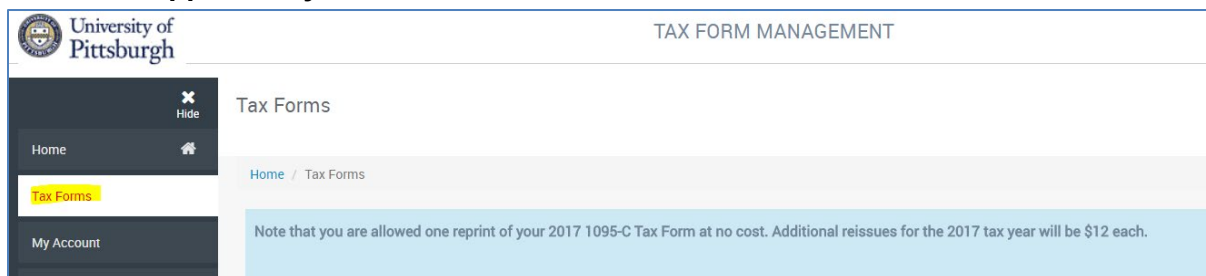 University of
Pittsburgh
TAX FORM MANAGEMENT
Hide
Tax Forms
Home
Home / Tax Forms
Tax Forms
Note that you are allowed one reprint of your 2017 1095-C Tax Form at no cost. Additional reissues for the 2017 tax year will be $12 each.
My Account